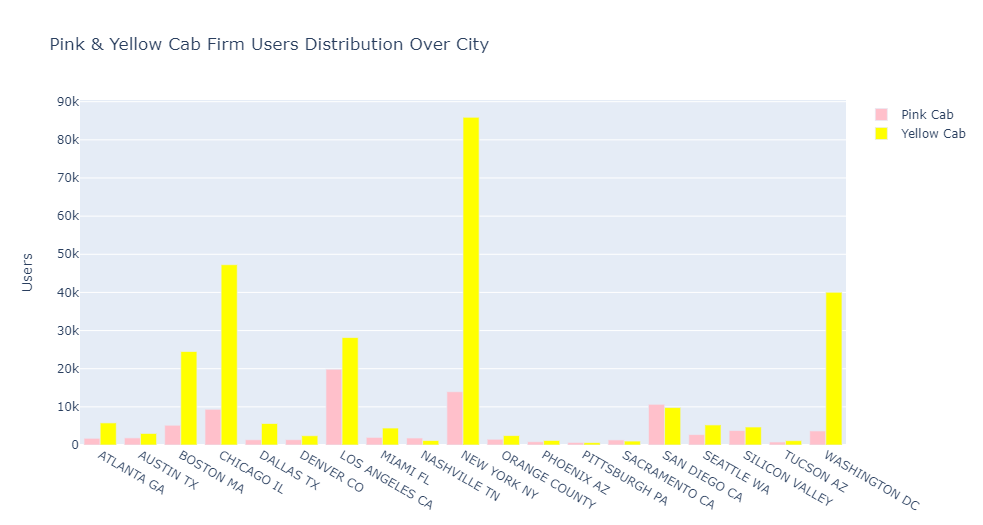 Pink & Yellow Cab Firm Users Distribution Over City
Pink Cab
Yellow Cab
Users
90k
80k
70k
60k
50k
40k
30k
20k
10k
0
ATLANTA GA
AUSTIN TX
BOSTON MA
CHICAGO IL
DALLAS TX
DENVER CO
LOS ANGELES CA
MIAMI FL
NASHVILLE TN
NEW YORK NY
ORANGE COUNTY
PHOENIX AZ
PITTSBURGH PA
SACRAMENTO CA
SAN DIEGO CA
SEATTLE WA
SILICON VALLEY
TUCSON AZ
WASHINGTON DC